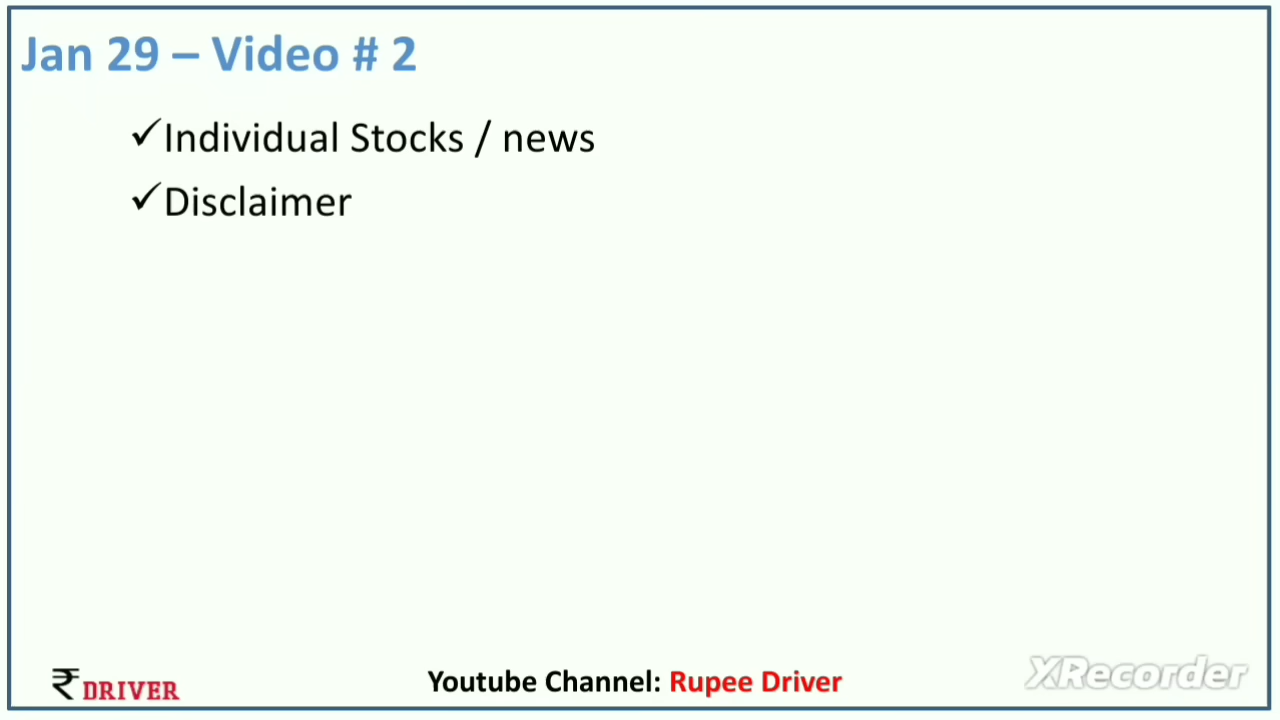 Jan 29 – Video # 2
✓Individual Stocks / news
✓Disclaimer
₹ DRIVER
Youtube Channel: Rupee Driver
XRecorder